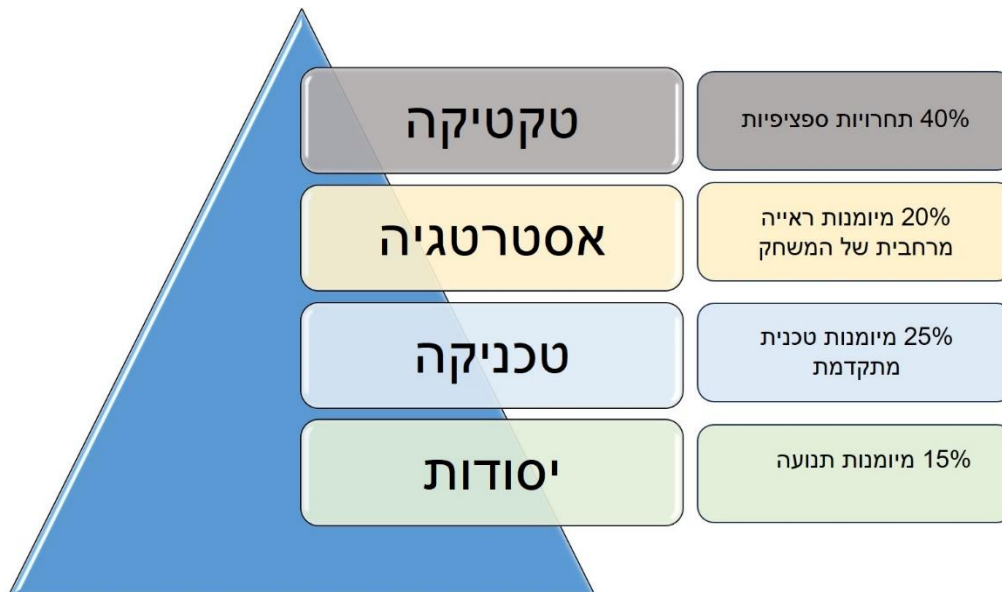 טקטיקה
40% תחרויות ספציפיות
אסטרטגיה
20% מיומנות ראייה
מרחבית של המשחק
טכניקה
25% מיומנות טכנית
מתקדמת
יסודות
15% מיומנות תנועה